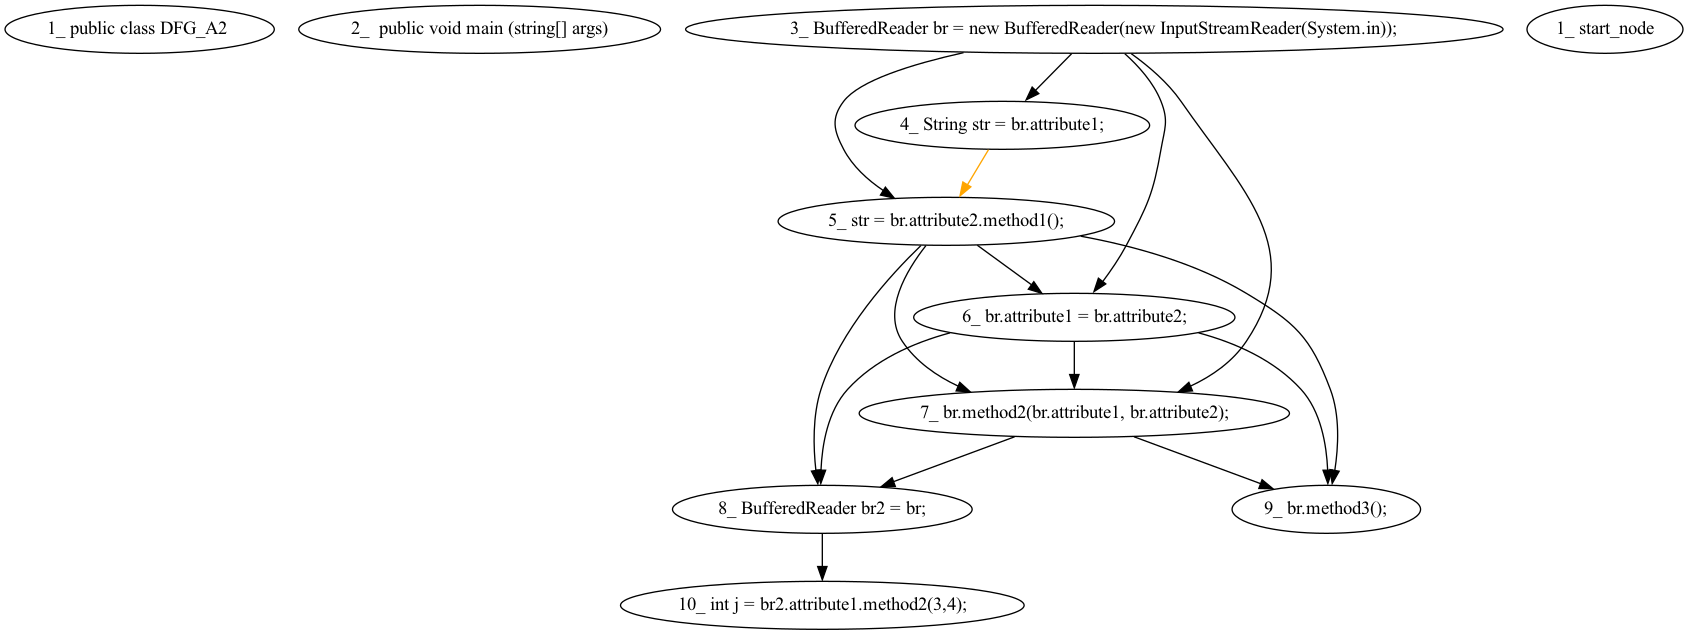 1_ public class DFG_A2
2_  public void main (string[] args)
3_ BufferedReader br = new BufferedReader(new InputStreamReader(System.in));
1_ start_node
4_ String str = br.attribute1;
5_ str = br.attribute2.method1();
6_ br.attribute1 = br.attribute2;
7_ br.method2(br.attribute1, br.attribute2);
8_ BufferedReader br2 = br;
9_ br.method3();
10_ int j = br2.attribute1.method2(3,4);